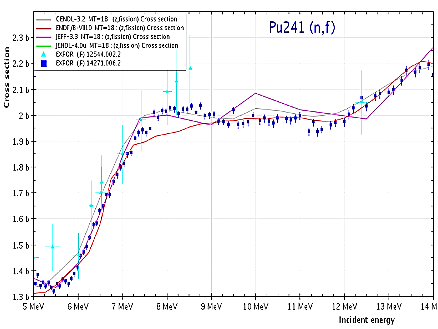 CENDL-3.2 MT=18 : (z,fission) Cross section
ENDF/B-VIII.0 MT=18 : (z,fission) Cross section
JEFF-3.3 MT=18 : (z,fission) Cross section
JENDL-4.0u MT=18 : (z,fission) Cross section
EXFOR (F) 12544.002.2
EXFOR (F) 14271.006.2
Pu241 (n,f)
Cross section
2.3 b
2.2 b
2.1 b
2 b
1.9 b
1.8 b
1.7 b
1.6 b
1.5 b
1.4 b
1.3 b
5 MeV 6 MeV 7 MeV 8 MeV 9 MeV 10 MeV 11 MeV 12 MeV 13 MeV 14 M
Incident energy